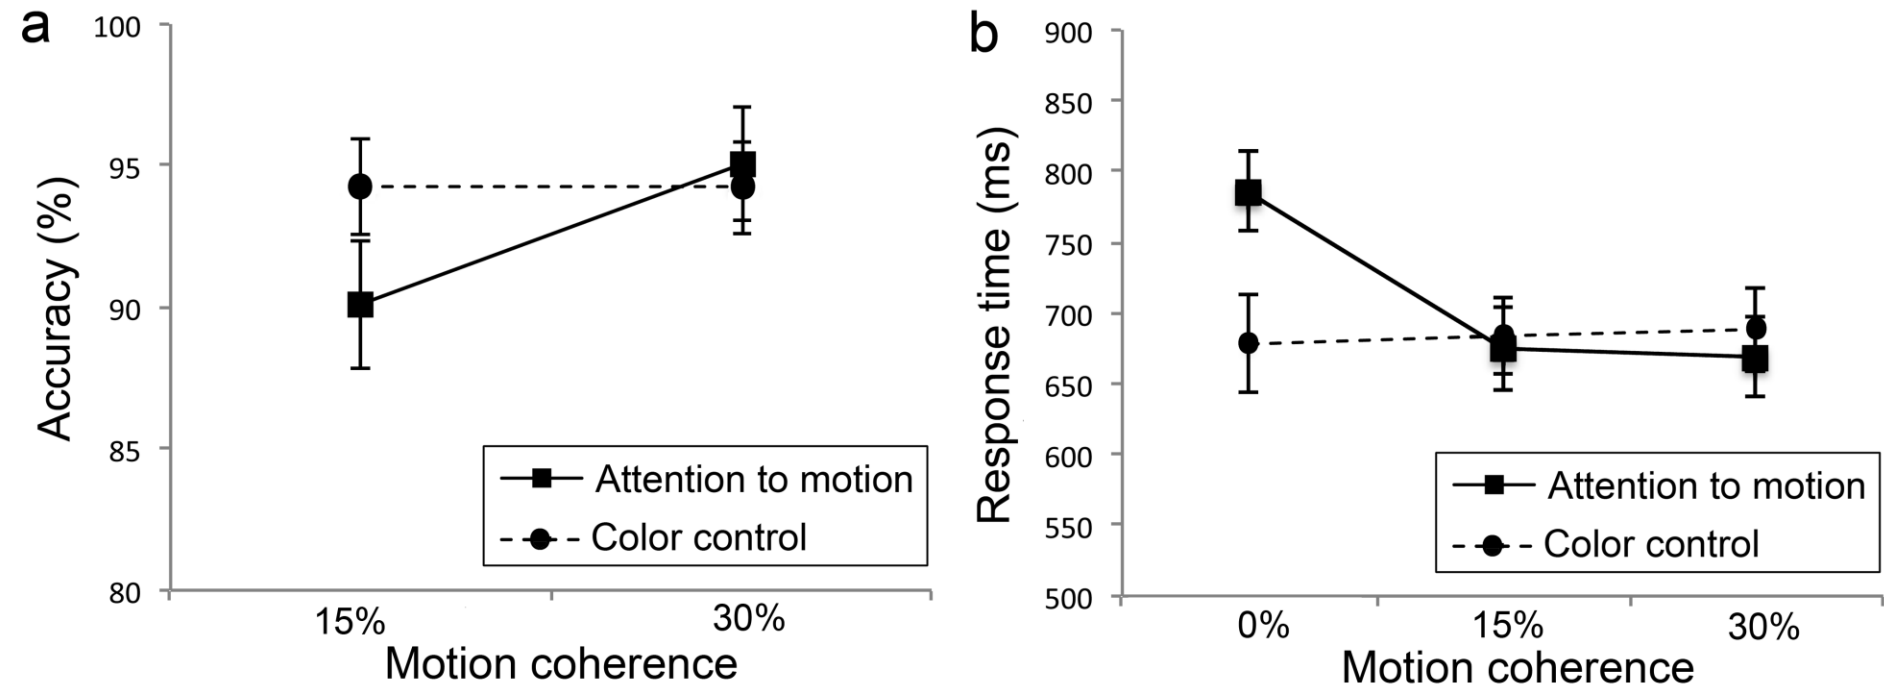 a
100
95
90
85
80
Accuracy (%)
15%
30%
Motion coherence
Attention to motion
Color control
b
900
850
800
750
700
650
600
550
500
Response time (ms)
0%
15%
30%
Motion coherence
Attention to motion
Color control